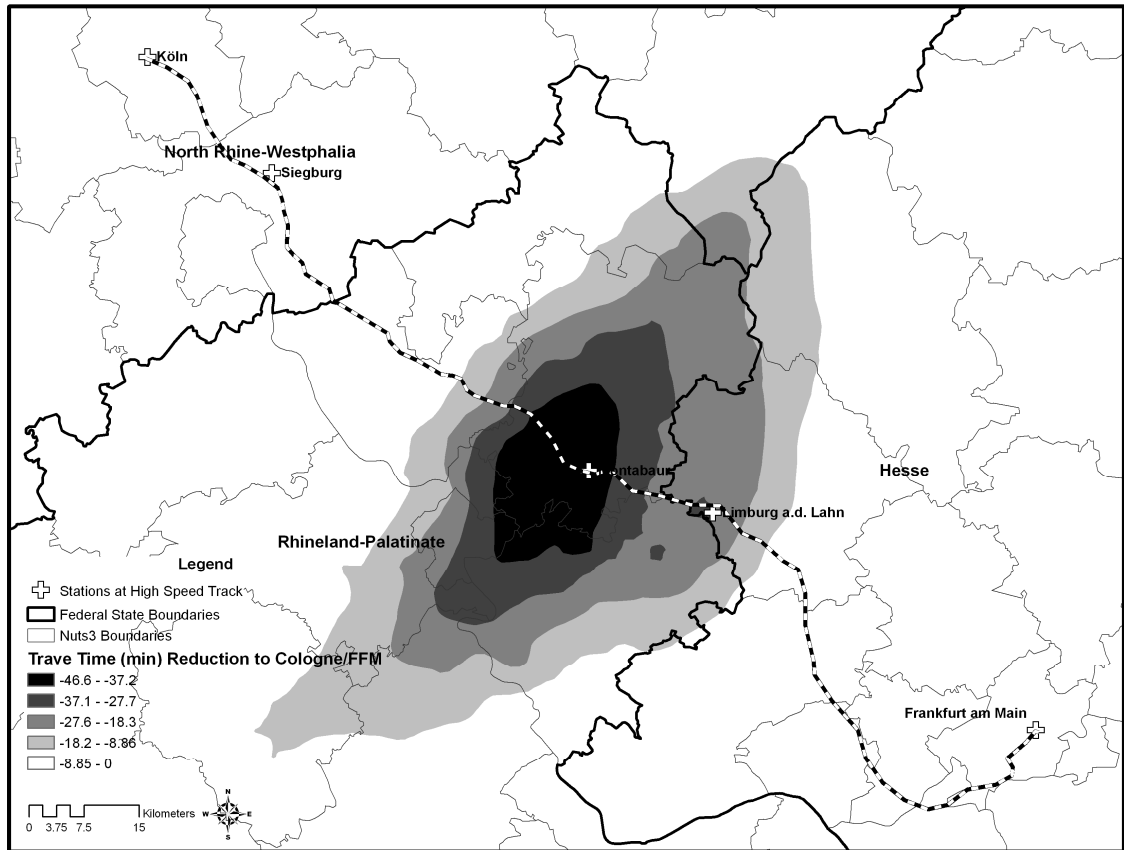 Köln
North Rhine-Westphalia
Siegburg
Montabaur
Hesse
Limburg a.d. Lahn
Rhineland-Palatinate
Legend
Stations at High Speed Track
Federal State Boundaries
Nuts3 Boundaries
Trave Time (min) Reduction to Cologne/FFM
-46.6 - -37.2
-37.1 - -27.7
-27.6 - -18.3
-18.2 - -8.86
-8.85 - 0
Frankfurt am Main
Kilometers
0 3.75 7.5 15
N
W E
S